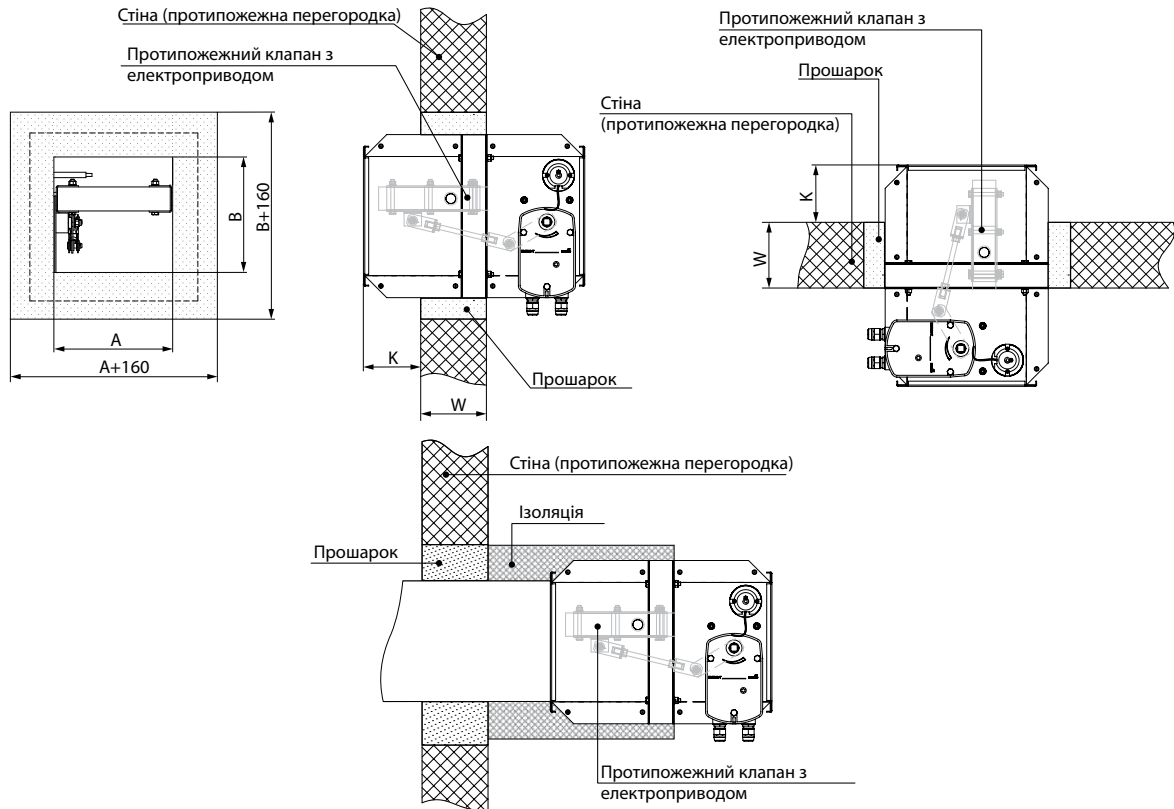 Стіна (протипожежна перегородка)
Протипожежний клапан з
електроприводом
B
B+160
A
A+160
K
W
Прошарок
Протипожежний клапан з
електроприводом
Прошарок
Стіна
(протипожежна перегородка)
K
W
Стіна (протипожежна перегородка)
Ізоляція
Прошарок
Протипожежний клапан з
електроприводом